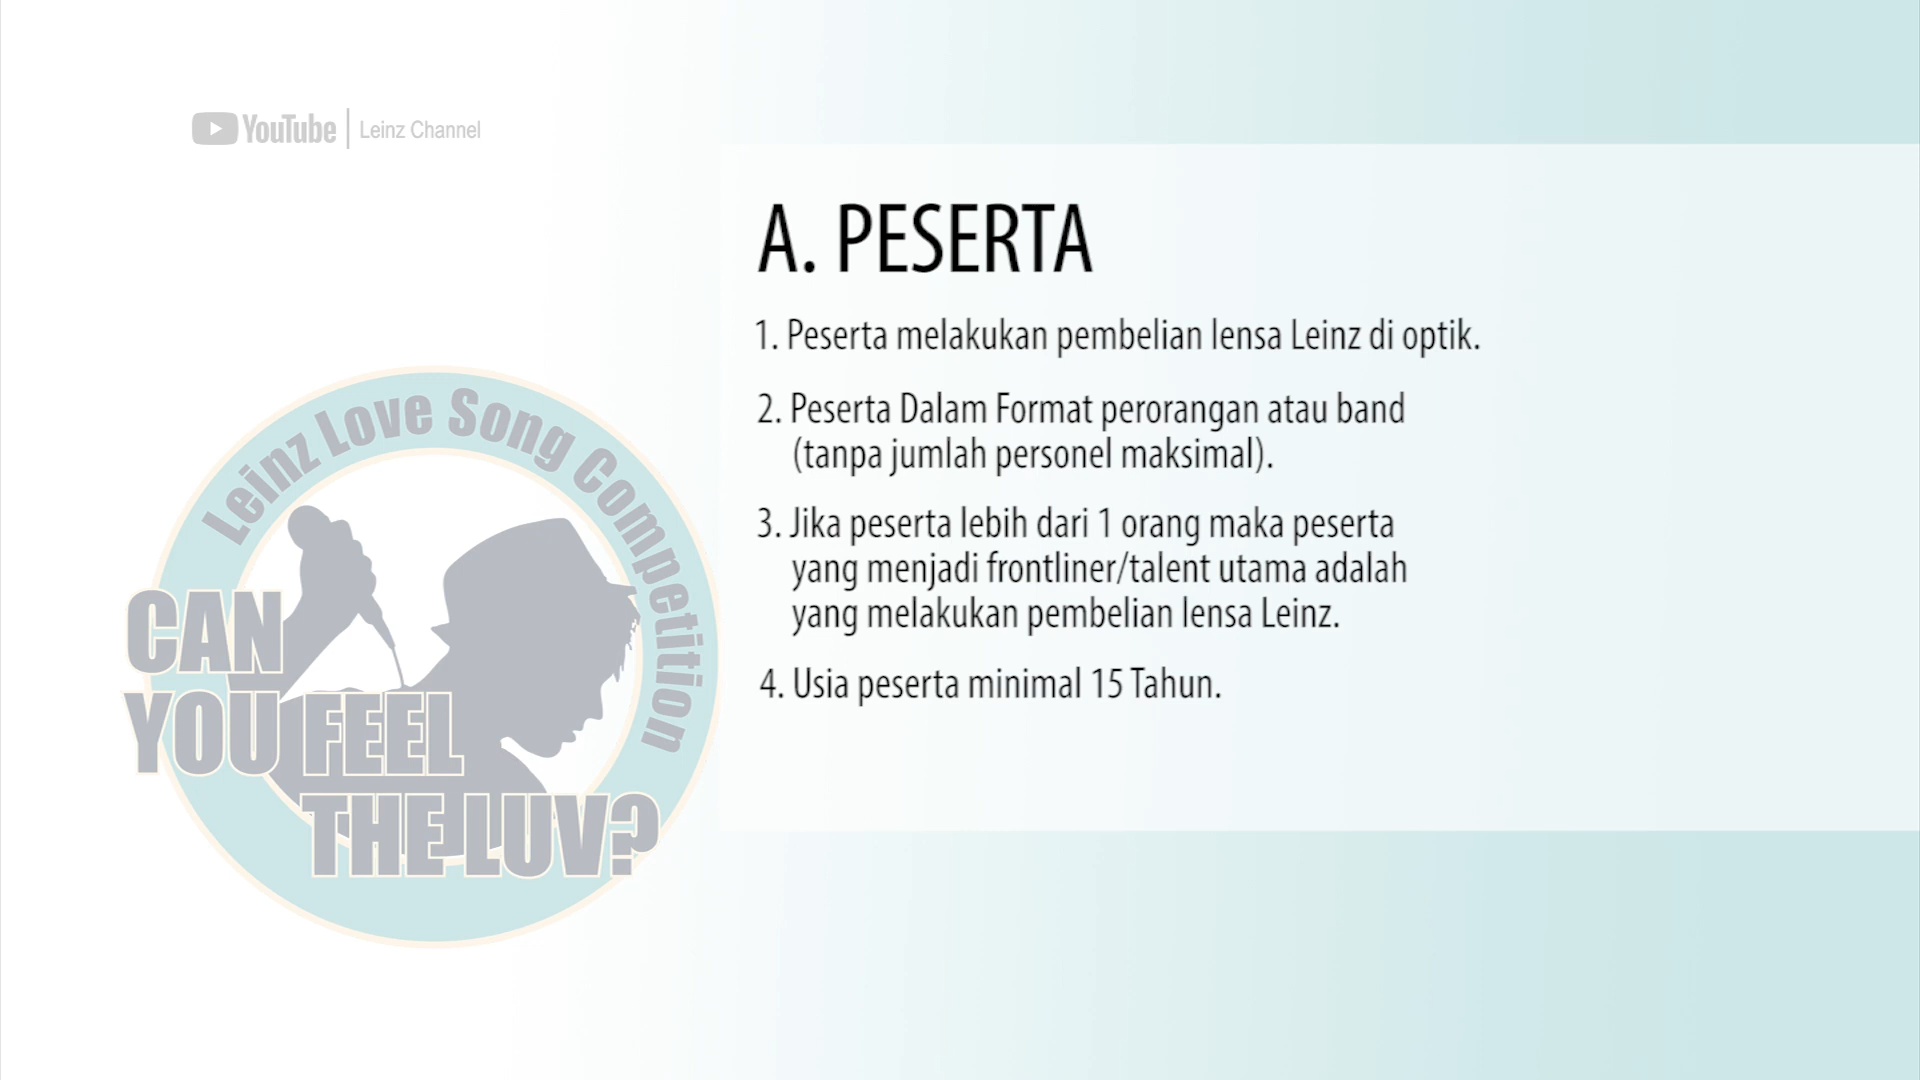 YouTube | Leinz Channel
Leinz Love Song Competition
CAN
YOU FEEL
THE LUV?
A. PESERTA
1. Peserta melakukan pembelian lensa Leinz di optik.
2. Peserta Dalam Format perorangan atau band
(tanpa jumlah personel maksimal).
3. Jika peserta lebih dari 1 orang maka peserta
yang menjadi frontliner/talent utama adalah
yang melakukan pembelian lensa Leinz.
4. Usia peserta minimal 15 Tahun.